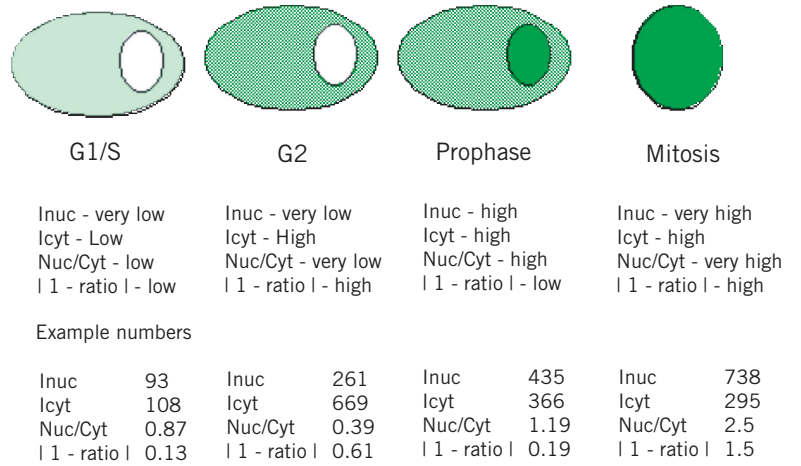 G1/S
G2
Prophase
Mitosis
Inuc - very low
Icyt - Low
Nuc/Cyt - low
| 1 - ratio | - low
Inuc - very low
Icyt - High
Nuc/Cyt - very low
| 1 - ratio | - high
Inuc - high
Icyt - high
Nuc/Cyt - high
| 1 - ratio | - low
Inuc - very high
Icyt - high
Nuc/Cyt - very high
| 1 - ratio | - high
Example numbers
Inuc 93
Icyt 108
Nuc/Cyt 0.87
| 1 - ratio | 0.13
Inuc 261
Icyt 669
Nuc/Cyt 0.39
| 1 - ratio | 0.61
Inuc 435
Icyt 366
Nuc/Cyt 1.19
| 1 - ratio | 0.19
Inuc 738
Icyt 295
Nuc/Cyt 2.5
| 1 - ratio | 1.5